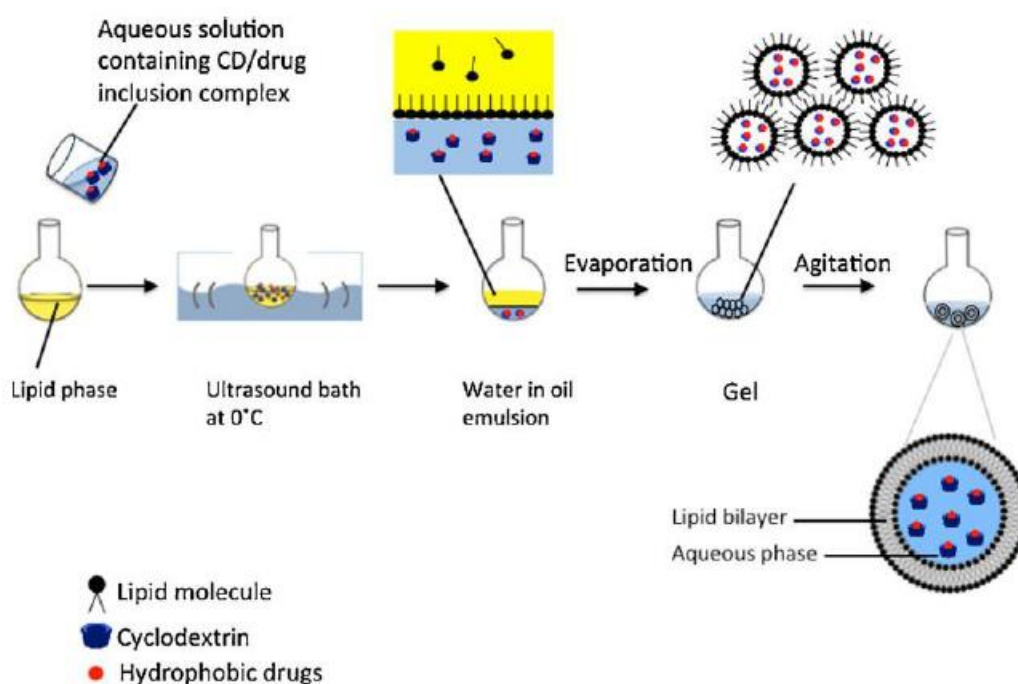 Aqueous solution
containing CD/drug
inclusion complex
Evaporation
Agitation
Lipid phase
Ultrasound bath
at 0°C
Water in oil
emulsion
Gel
Lipid bilayer
Aqueous phase
Lipid molecule
Cyclodextrin
Hydrophobic drugs